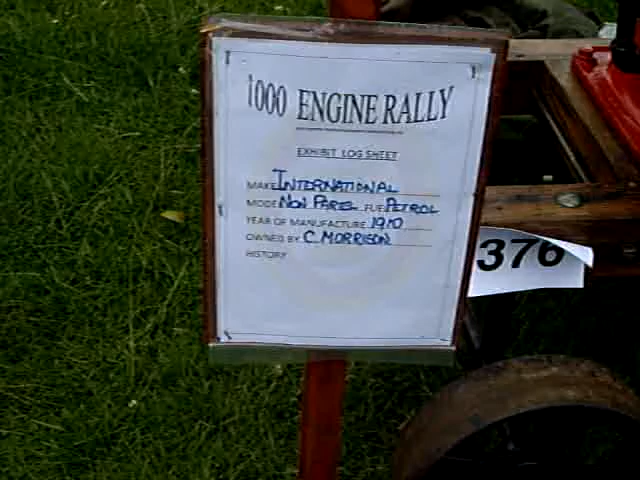 1000 ENGINE RALLY
EXHIBIT LOG SHEET
MAKE INTERNATIONAL
MODEL NON PAREL FUEL PETROL
YEAR OF MANUFACTURE 1910
OWNED BY C. MORRISON
HISTORY
376